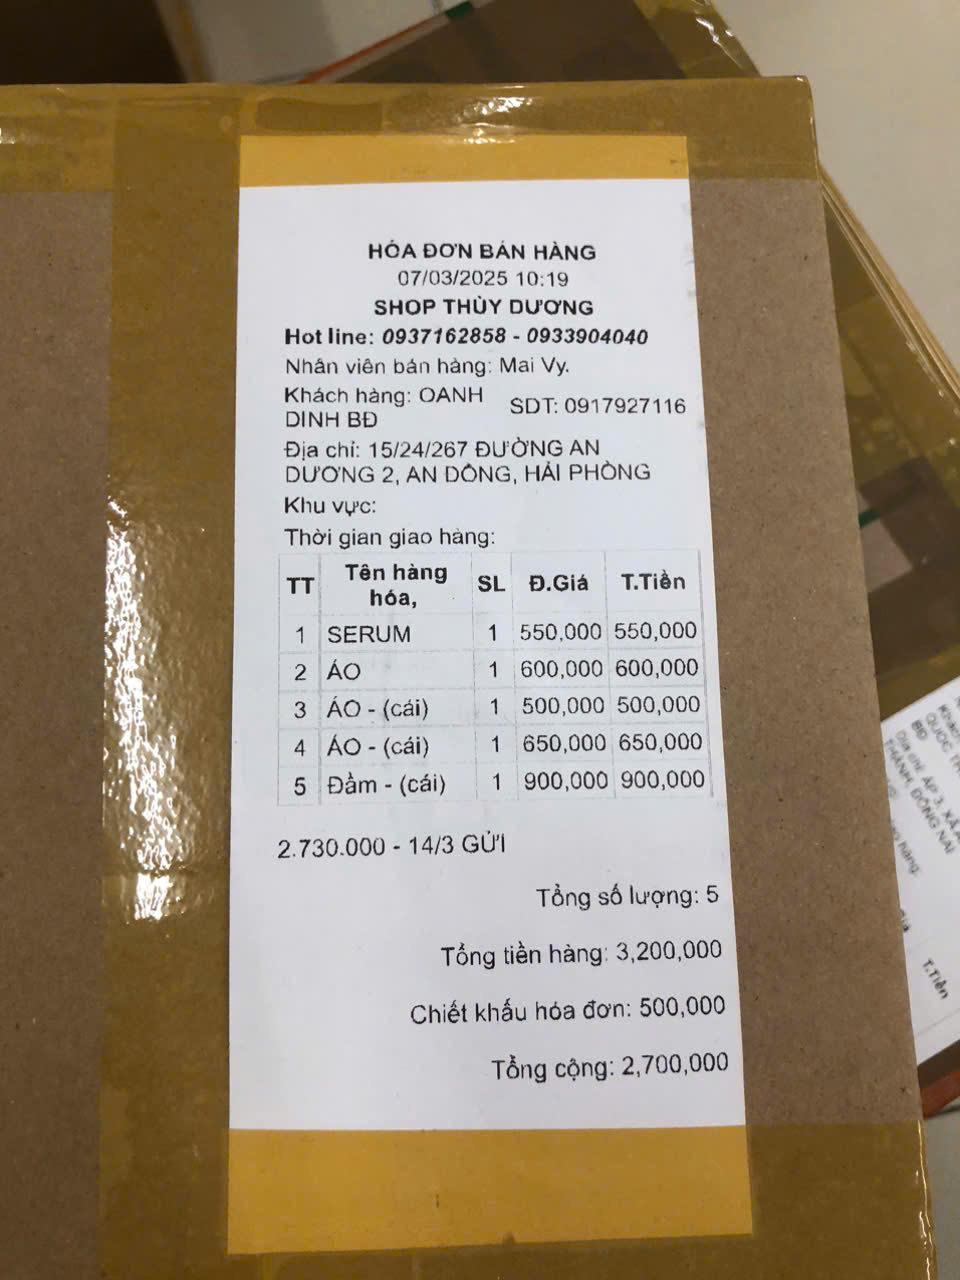 HÓA ĐƠN BÁN HÀNG
07/03/2025 10:19
SHOP THÙY DƯƠNG
Hot line: 0937162858 - 0933904040
Nhân viên bán hàng: Mai Vy.
Khách hàng: OANH DINH BĐ SDT: 0917927116
Địa chỉ: 15/24/267 ĐƯỜNG AN
DƯƠNG 2, AN ĐỒNG, HẢI PHÒNG
Khu vực:
Thời gian giao hàng:
TT Tên hàng hóa, SL Đ.Giá T.Tiền
1 SERUM 1 550,000 550,000
2 ÁO 1 600,000 600,000
3 ÁO - (cái) 1 500,000 500,000
4 ÁO - (cái) 1 650,000 650,000
5 Đầm - (cái) 1 900,000 900,000
2.730.000 - 14/3 GỬI
Tổng số lượng: 5
Tổng tiền hàng: 3,200,000
Chiết khấu hóa đơn: 500,000
Tổng cộng: 2,700,000
QUOC
BĐ
Địa chỉ: ẤP 3, XÃ
THÀNH, ĐỒNG NAI
hàng:
T.Tiền